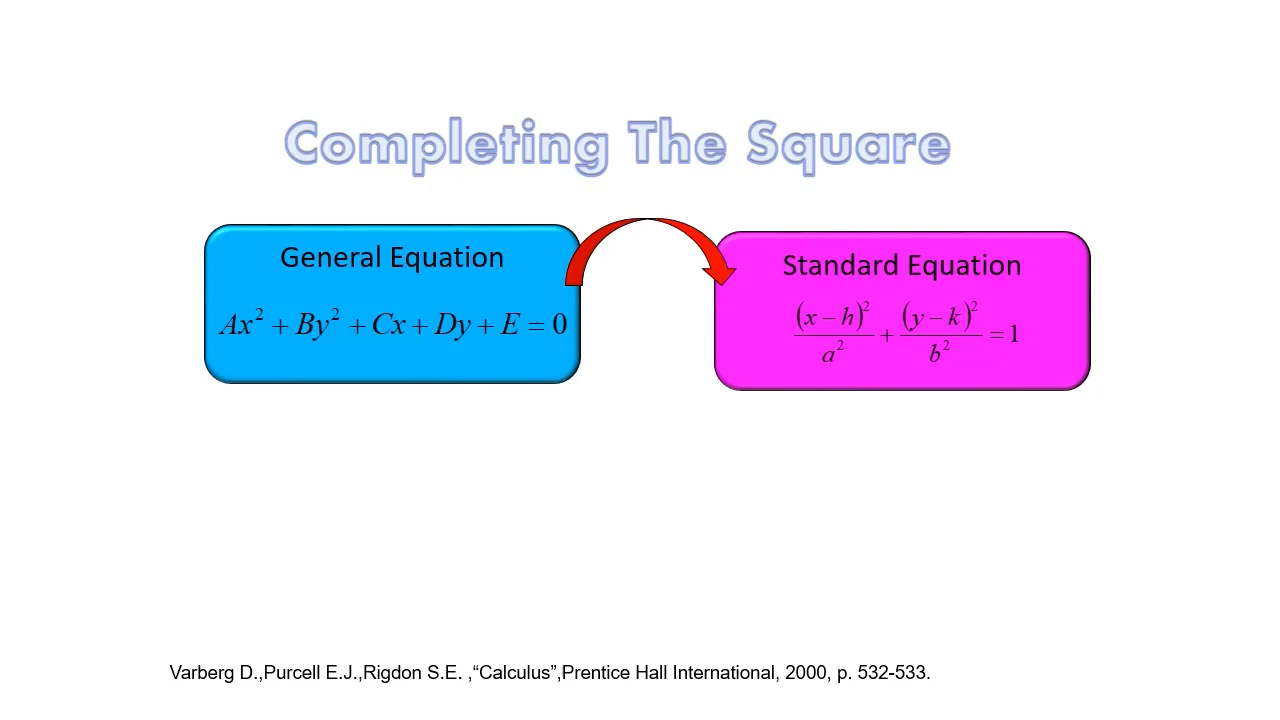 Completing The Square
General Equation
Ax² + By² + Cx + Dy + E = 0
Standard Equation
(x − h)²/a² + (y − k)²/b² = 1
Varberg D.,Purcell E.J.,Rigdon S.E. ,“Calculus”,Prentice Hall International, 2000, p. 532-533.